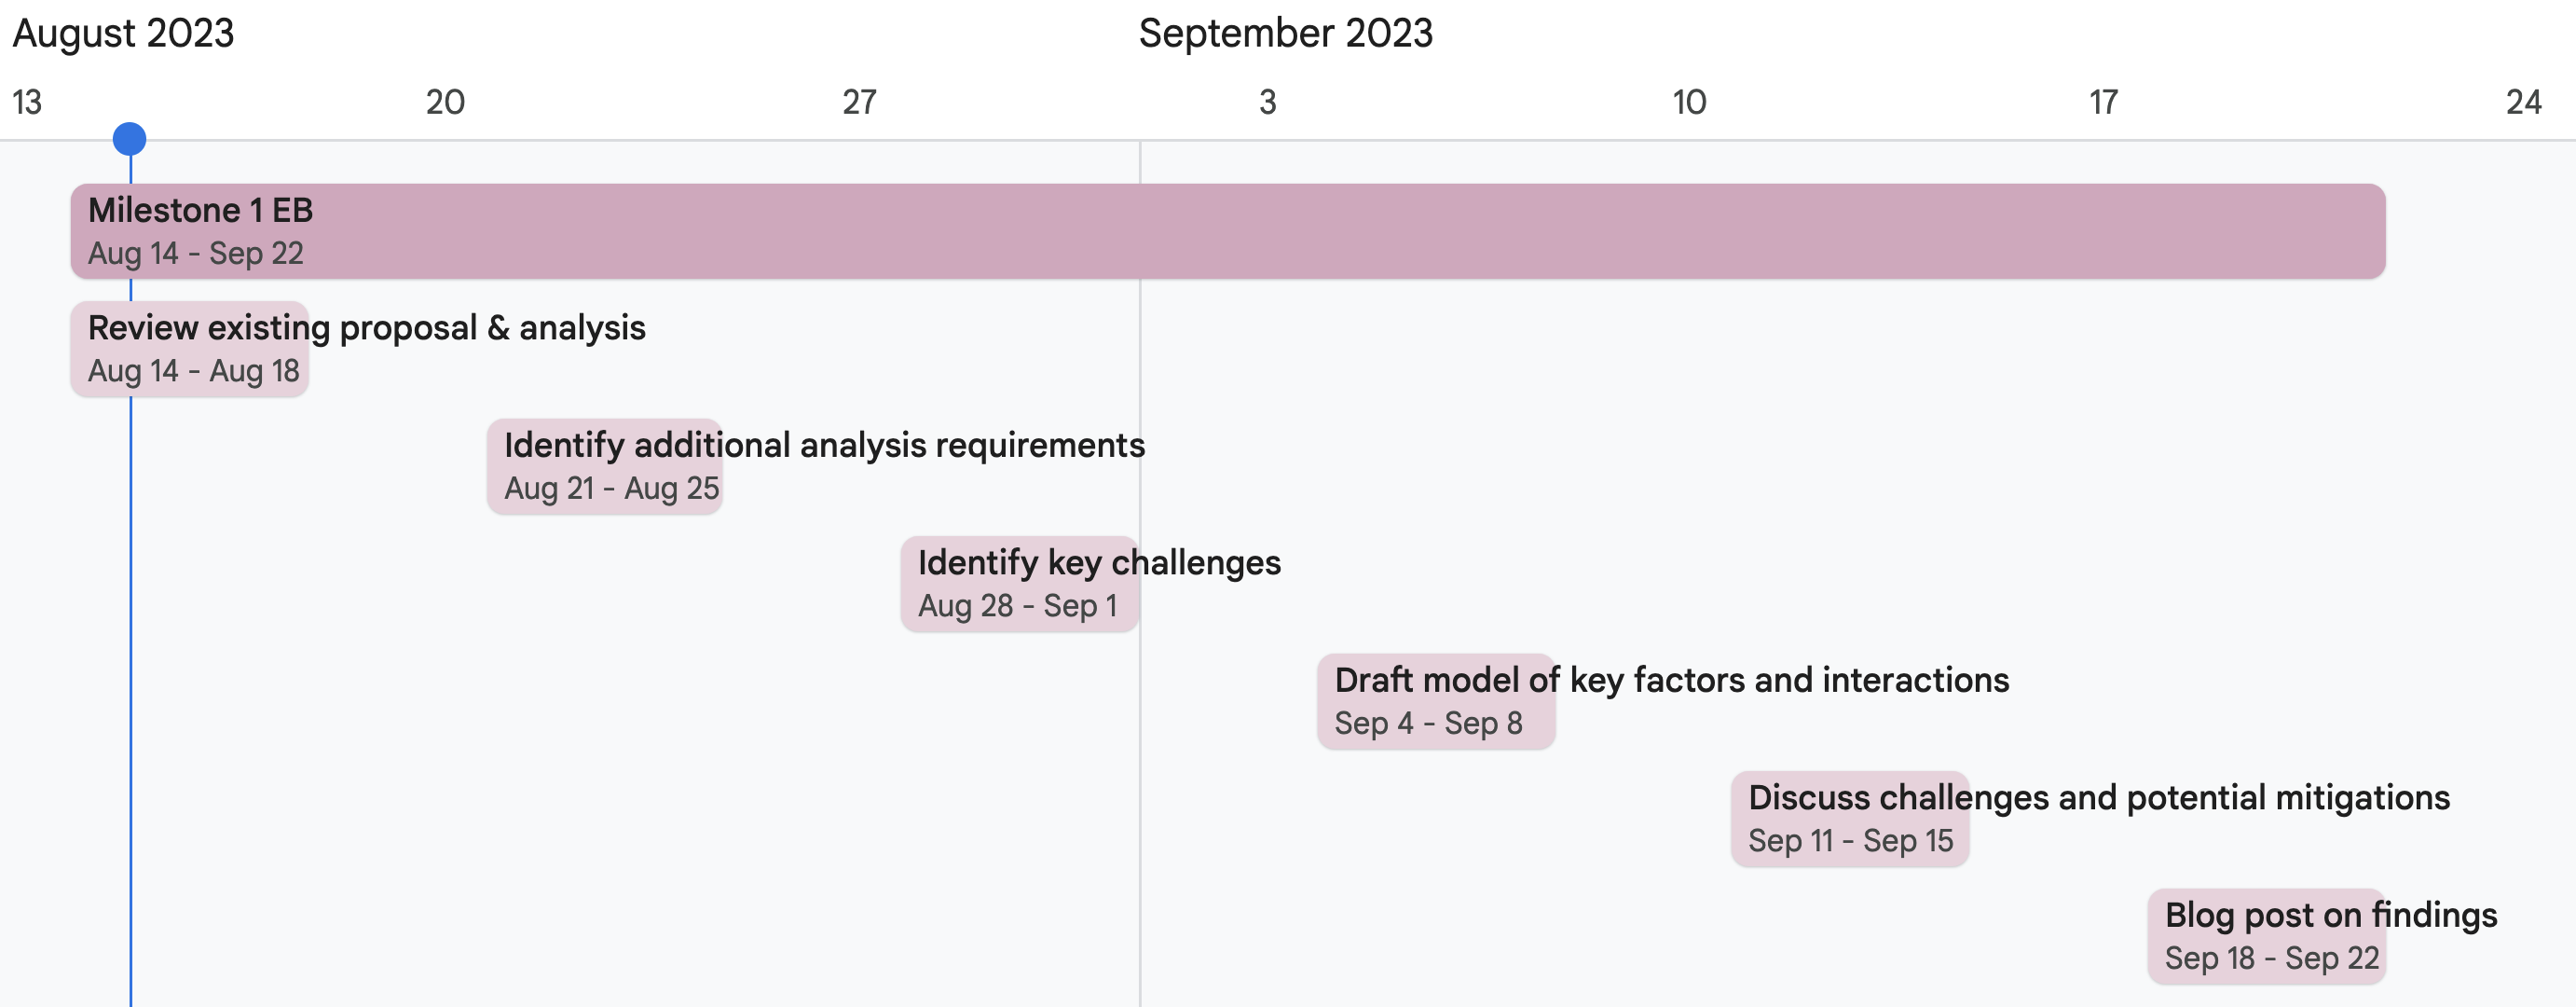 August 2023
September 2023
13 20 27 3 10 17 24
Milestone 1 EB
Aug 14 - Sep 22
Review existing proposal & analysis
Aug 14 - Aug 18
Identify additional analysis requirements
Aug 21 - Aug 25
Identify key challenges
Aug 28 - Sep 1
Draft model of key factors and interactions
Sep 4 - Sep 8
Discuss challenges and potential mitigations
Sep 11 - Sep 15
Blog post on findings
Sep 18 - Sep 22